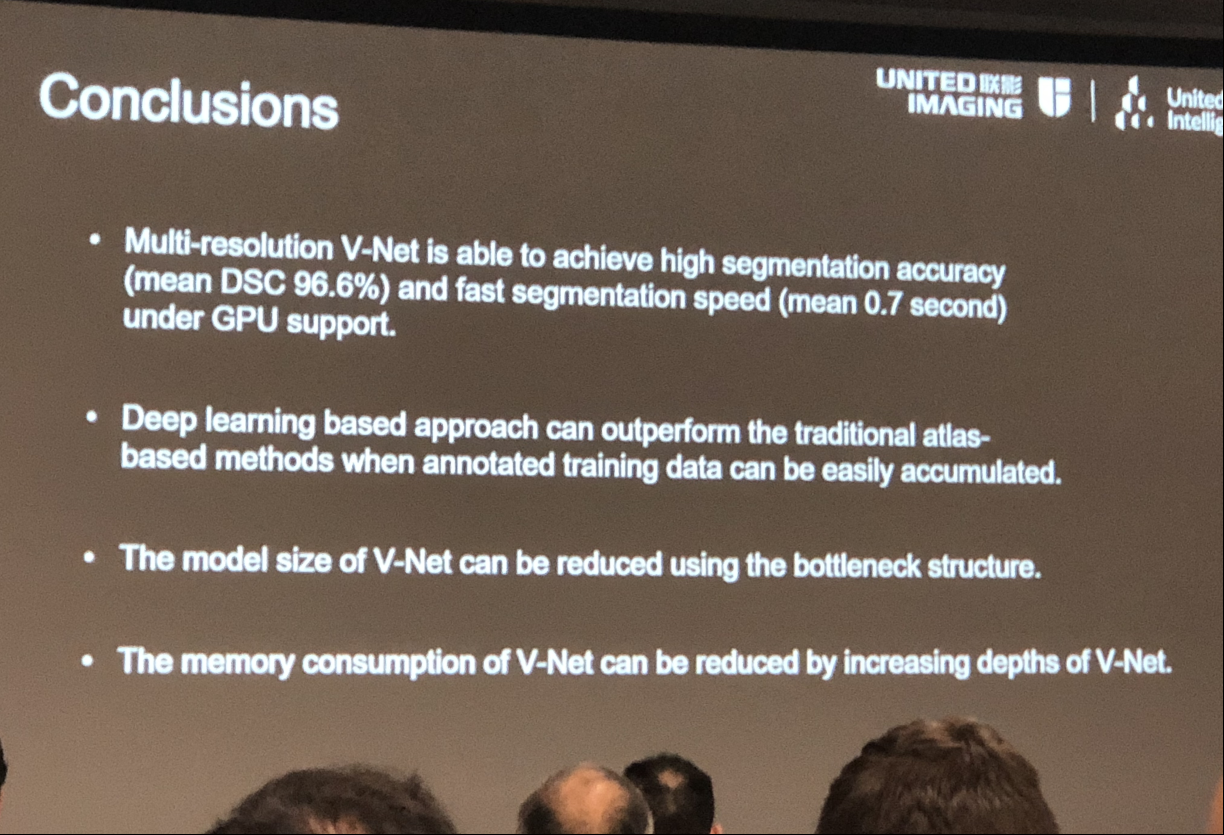 Conclusions
UNITED 联影
IMAGING
United
• Multi-resolution V-Net is able to achieve high segmentation accuracy
(mean DSC 96.6%) and fast segmentation speed (mean 0.7 second)
under GPU support.
• Deep learning based approach can outperform the traditional atlas-
based methods when annotated training data can be easily accumulated.
• The model size of V-Net can be reduced using the bottleneck structure.
• The memory consumption of V-Net can be reduced by increasing depths of V-Net.